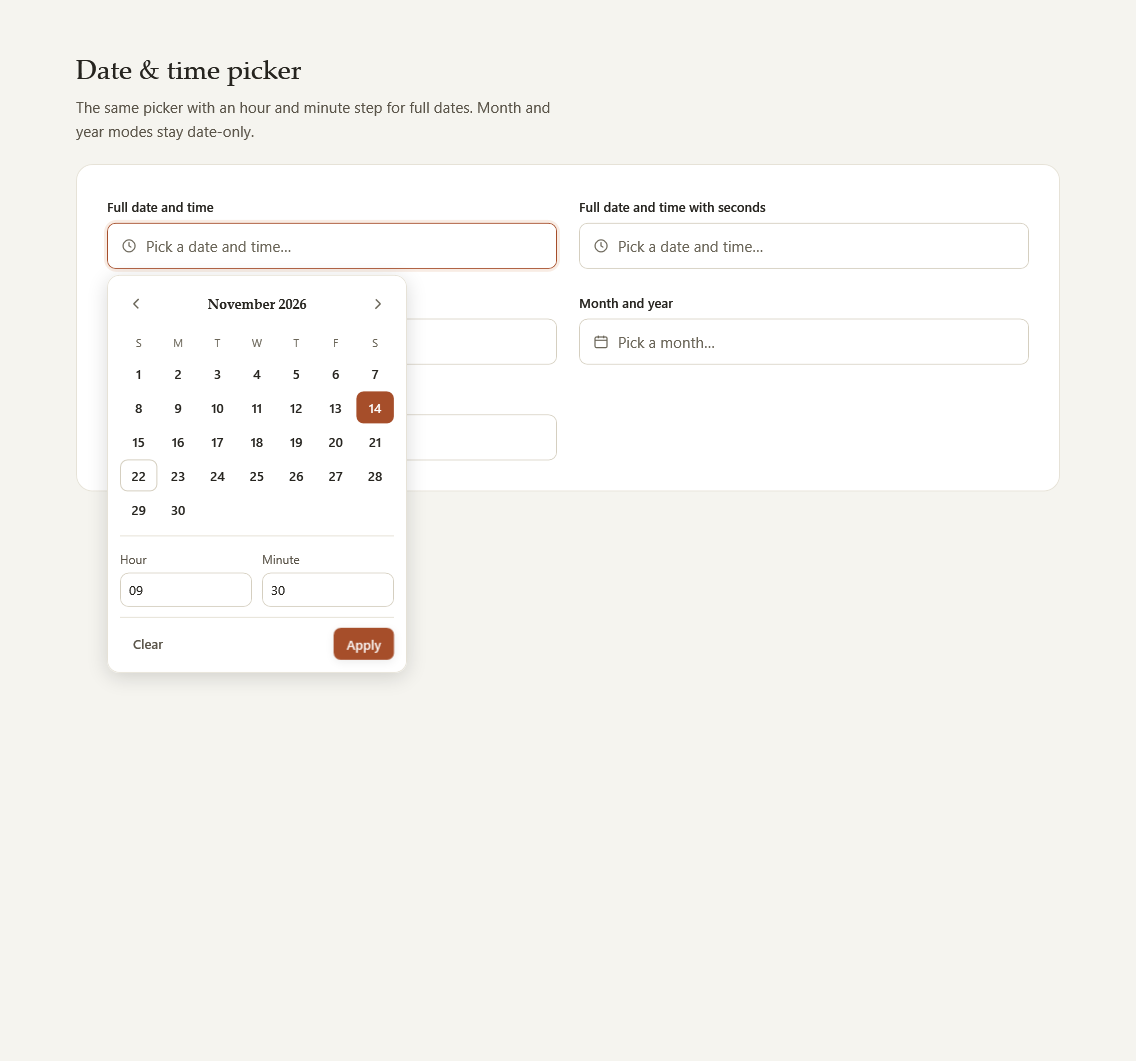 Date & time picker
The same picker with an hour and minute step for full dates. Month and
year modes stay date-only.
Full date and time
Pick a date and time...
Full date and time with seconds
Pick a date and time...
Month and year
Pick a month...
November 2026
S M T W T F S
1 2 3 4 5 6 7
8 9 10 11 12 13 14
15 16 17 18 19 20 21
22 23 24 25 26 27 28
29 30
Hour Minute
09 30
Clear Apply